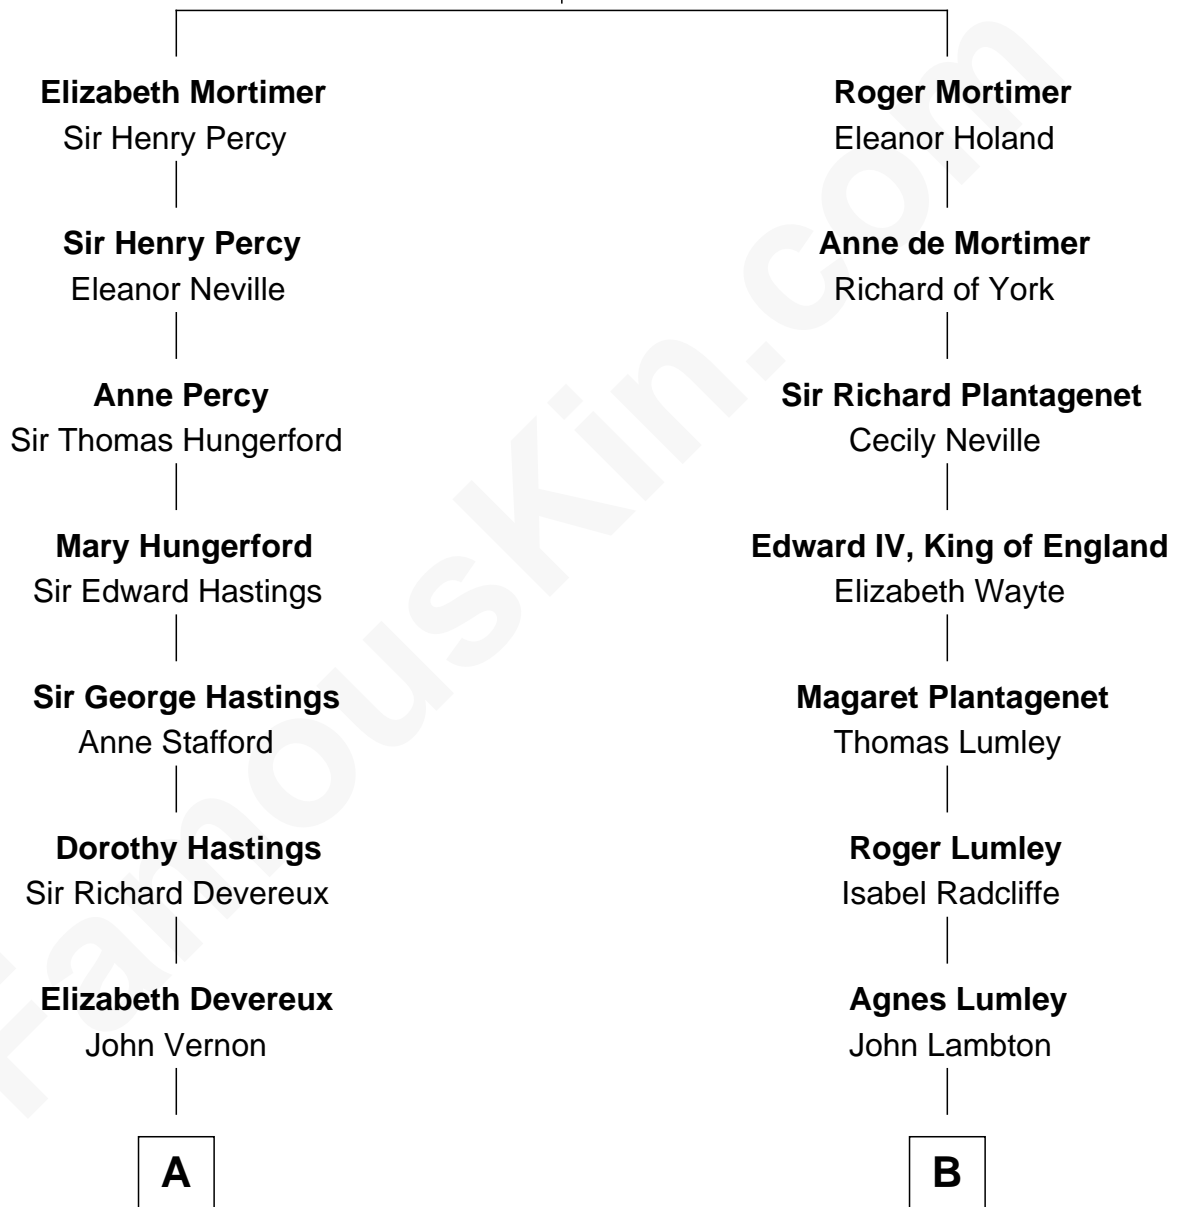 Elizabeth Mortimer
Sir Henry Percy
Roger Mortimer
Eleanor Holand
Sir Henry Percy
Eleanor Neville
Anne de Mortimer
Richard of York
Anne Percy
Sir Thomas Hungerford
Sir Richard Plantagenet
Cecily Neville
Mary Hungerford
Sir Edward Hastings
Edward IV, King of England
Elizabeth Wayte
Sir George Hastings
Anne Stafford
Magaret Plantagenet
Thomas Lumley
Dorothy Hastings
Sir Richard Devereux
Roger Lumley
Isabel Radcliffe
Elizabeth Devereux
John Vernon
Agnes Lumley
John Lambton
A
B
FamousKin.com